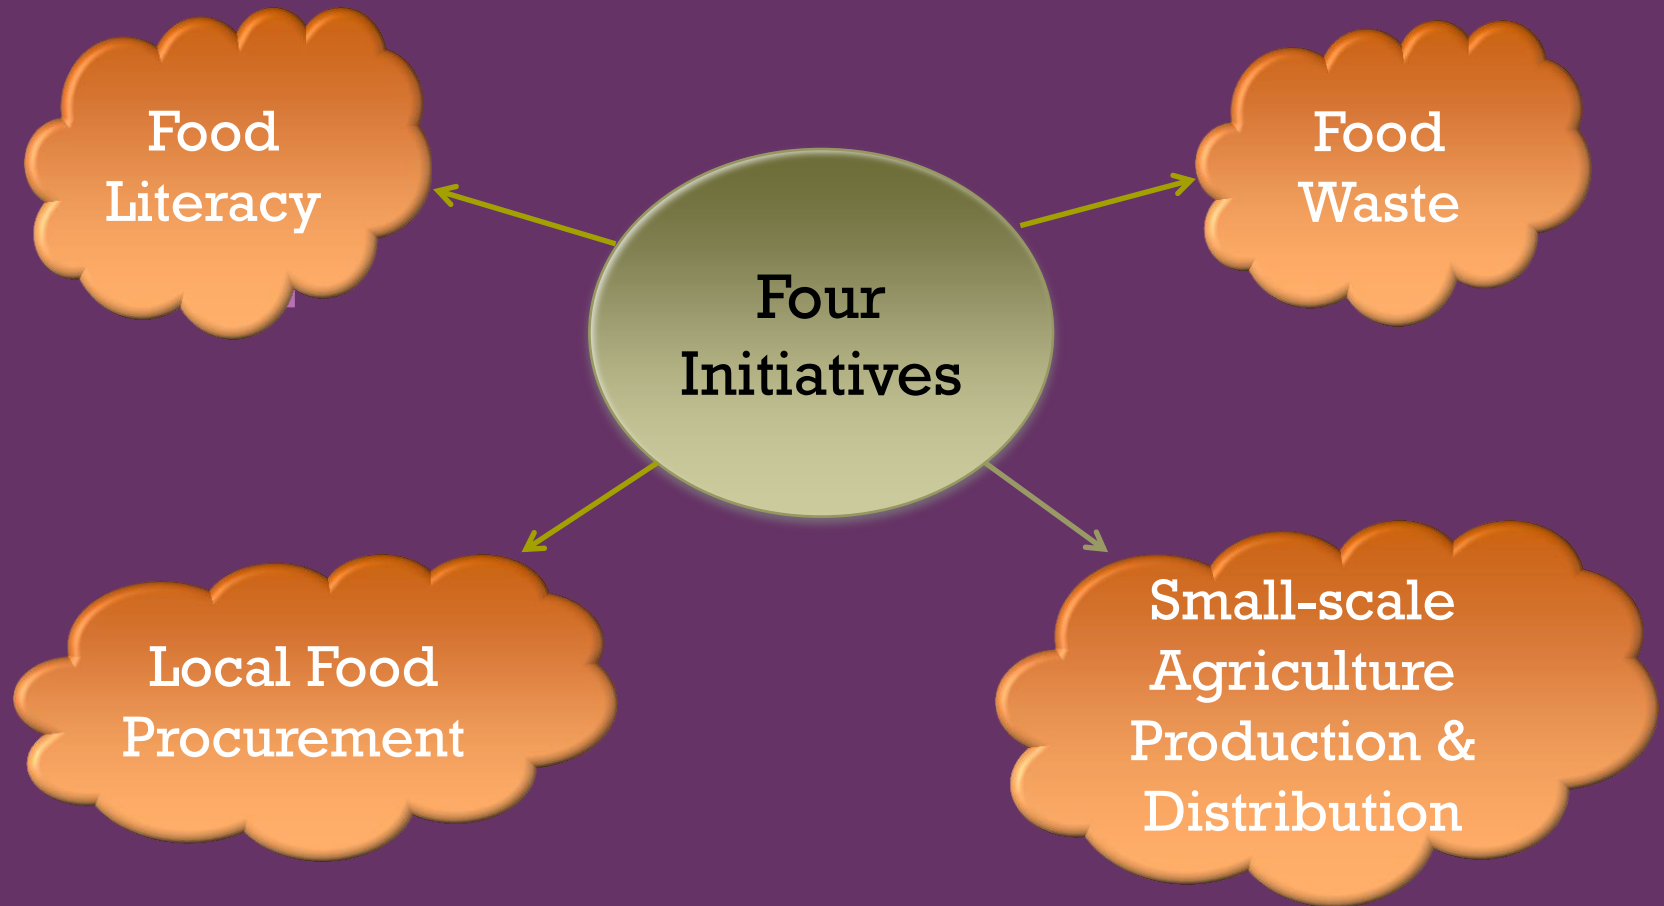 Food
Literacy
Food
Waste
Four
Initiatives
Local Food
Procurement
Small-scale
Agriculture
Production &
Distribution